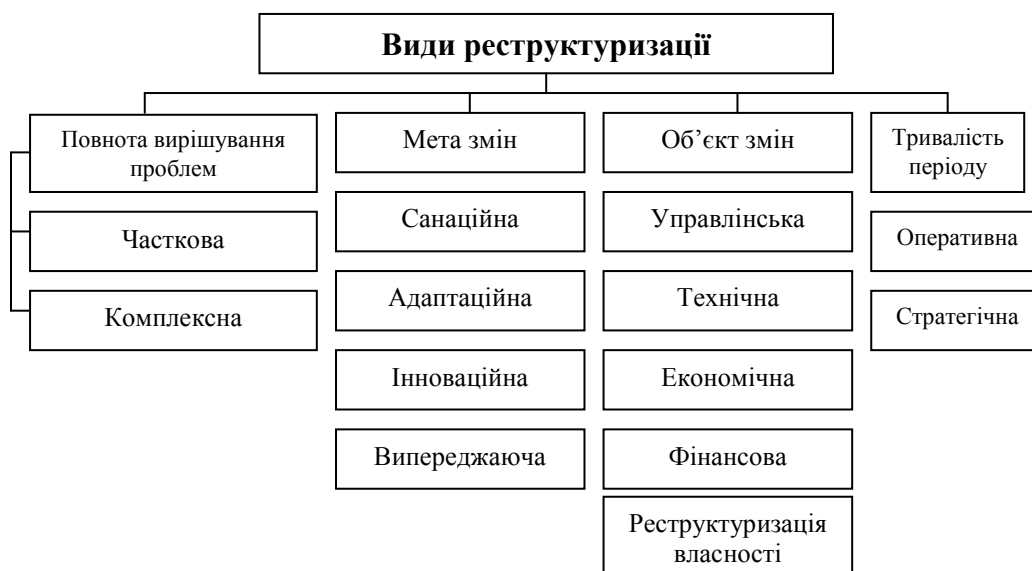 Види реструктуризації
Повнота вирішування
проблем
Часткова
Комплексна
Мета змін
Санаційна
Адаптаційна
Інноваційна
Випереджаюча
Об’єкт змін
Управлінська
Технічна
Економічна
Фінансова
Реструктуризація
власності
Тривалість
періоду
Оперативна
Стратегічна